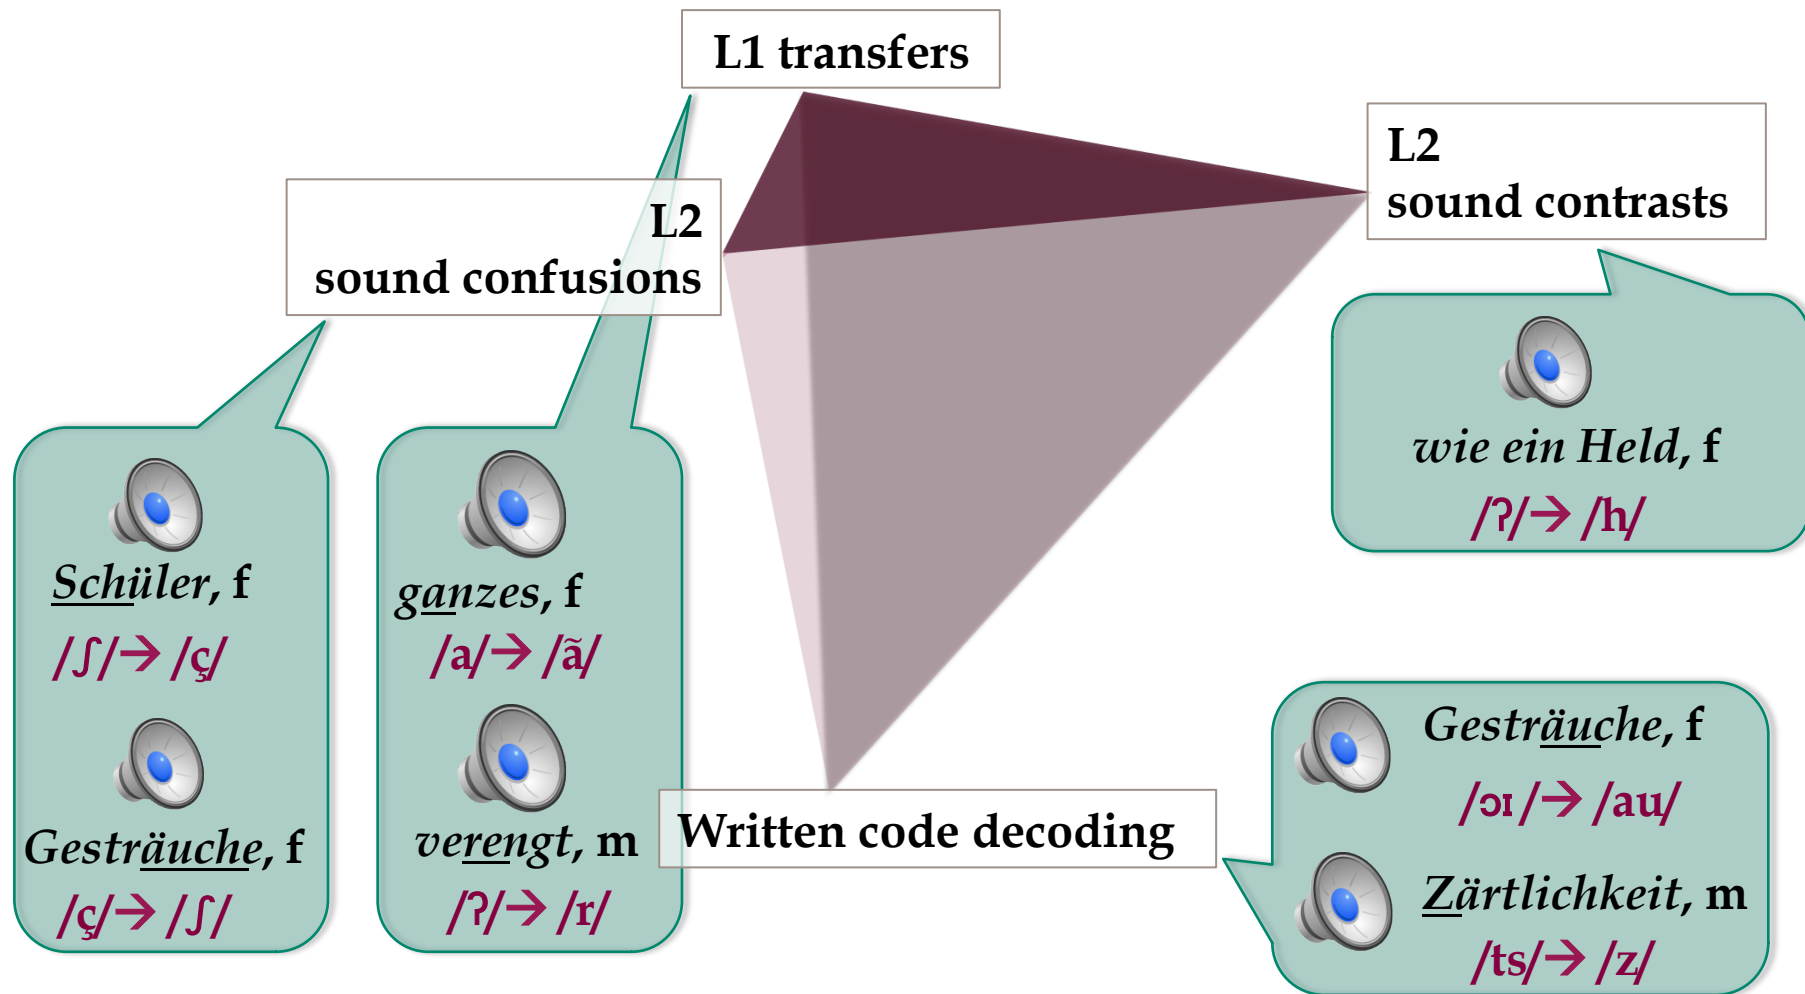 L1 transfers
L2
sound contrasts
L2
sound confusions
wie ein Held, f
/ʔ/→ /h/
Schüler, f
/ʃ/→ /ç/
Gesträuche, f
/ç/→ /ʃ/
ganzes, f
/a/→ /ã/
verengt, m
/ʔ/→ /r/
Written code decoding
Gesträuche, f
/ɔɪ/→ /au/
Zärtlichkeit, m
/ts/→ /z/